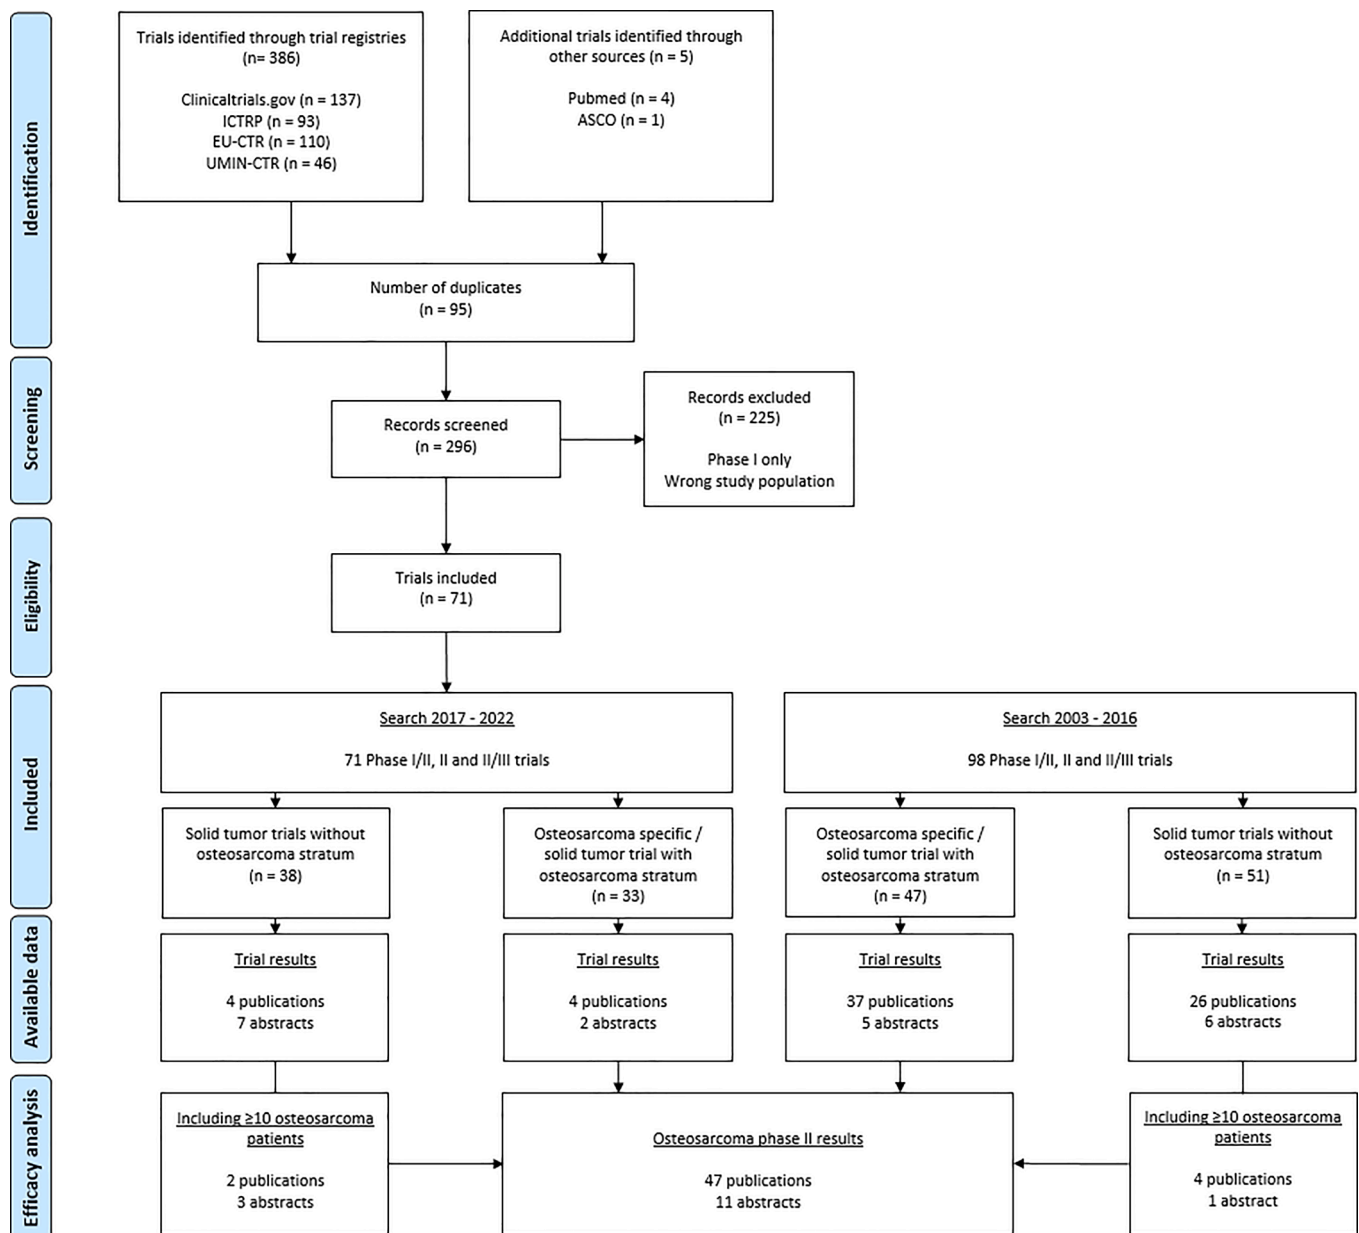 Identification
Trials identified through trial registries
(n= 386)
Clinicaltrials.gov (n = 137)
ICTRP (n = 93)
EU-CTR (n = 110)
UMIN-CTR (n = 46)
Additional trials identified through
other sources (n = 5)
Pubmed (n = 4)
ASCO (n = 1)
Number of duplicates
(n = 95)
Screening
Records screened
(n = 296)
Records excluded
(n = 225)
Phase I only
Wrong study population
Eligibility
Trials included
(n = 71)
Included
Search 2017 - 2022
71 Phase I/II, II and II/III trials
Search 2003 - 2016
98 Phase I/II, II and II/III trials
Solid tumor trials without
osteosarcoma stratum
(n = 38)
Osteosarcoma specific /
solid tumor trial with
osteosarcoma stratum
(n = 33)
Osteosarcoma specific /
solid tumor trial with
osteosarcoma stratum
(n = 47)
Solid tumor trials without
osteosarcoma stratum
(n = 51)
Available data
Trial results
4 publications
7 abstracts
Trial results
4 publications
2 abstracts
Trial results
37 publications
5 abstracts
Trial results
26 publications
6 abstracts
Efficacy analysis
Including ≥10 osteosarcoma
patients
2 publications
3 abstracts
Osteosarcoma phase II results
47 publications
11 abstracts
Including ≥10 osteosarcoma
patients
4 publications
1 abstract